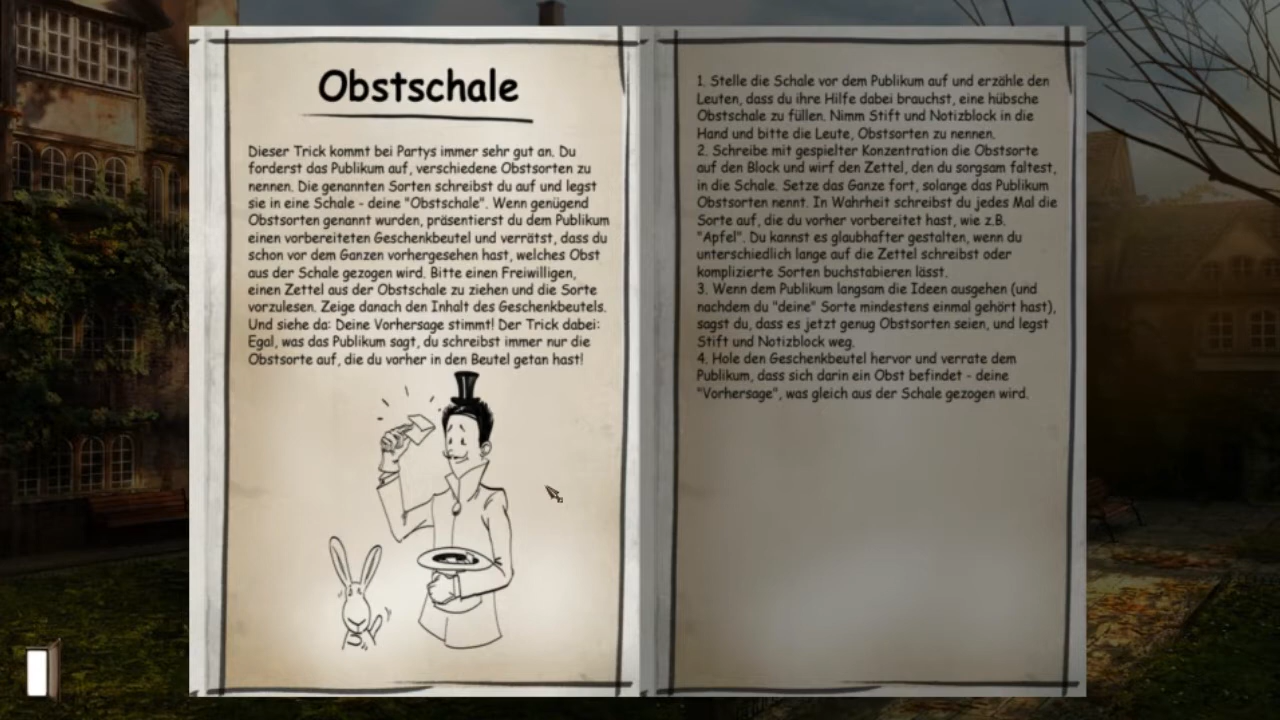 Obstschale
Dieser Trick kommt bei Partys immer sehr gut an. Du
forderst das Publikum auf, verschiedene Obstsorten zu
nennen. Die genannten Sorten schreibst du auf und legst
sie in eine Schale - deine "Obstschale". Wenn genügend
Obstsorten genannt wurden, präsentierst du dem Publikum
einen vorbereiteten Geschenkbeutel und verrätst, dass du
schon vor dem Ganzen vorhergesehen hast, welches Obst
aus der Schale gezogen wird. Bitte einen Freiwilligen,
einen Zettel aus der Obstschale zu ziehen und die Sorte
vorzulesen. Zeige danach den Inhalt des Geschenkbeutels.
Und siehe da: Deine Vorhersage stimmt! Der Trick dabei:
Egal, was das Publikum sagt, du schreibst immer nur die
Obstsorte auf, die du vorher in den Beutel getan hast!
1. Stelle die Schale vor dem Publikum auf und erzähle den
Leuten, dass du ihre Hilfe dabei brauchst, eine hübsche
Obstschale zu füllen. Nimm Stift und Notizblock in die
Hand und bitte die Leute, Obstsorten zu nennen.
2. Schreibe mit gespielter Konzentration die Obstsorte
auf den Block und wirf den Zettel, den du sorgsam faltest,
in die Schale. Setze das Ganze fort, solange das Publikum
Obstsorten nennt. In Wahrheit schreibst du jedes Mal die
Sorte auf, die du vorher vorbereitet hast, wie z.B.
"Apfel". Du kannst es glaubhafter gestalten, wenn du
unterschiedlich lange auf die Zettel schreibst oder
komplizierte Sorten buchstabieren lässt.
3. Wenn dem Publikum langsam die Ideen ausgehen (und
nachdem du "deine" Sorte mindestens einmal gehört hast),
sagst du, dass es jetzt genug Obstsorten seien, und legst
Stift und Notizblock weg.
4. Hole den Geschenkbeutel hervor und verrate dem
Publikum, dass sich darin ein Obst befindet - deine
"Vorhersage", was gleich aus der Schale gezogen wird.